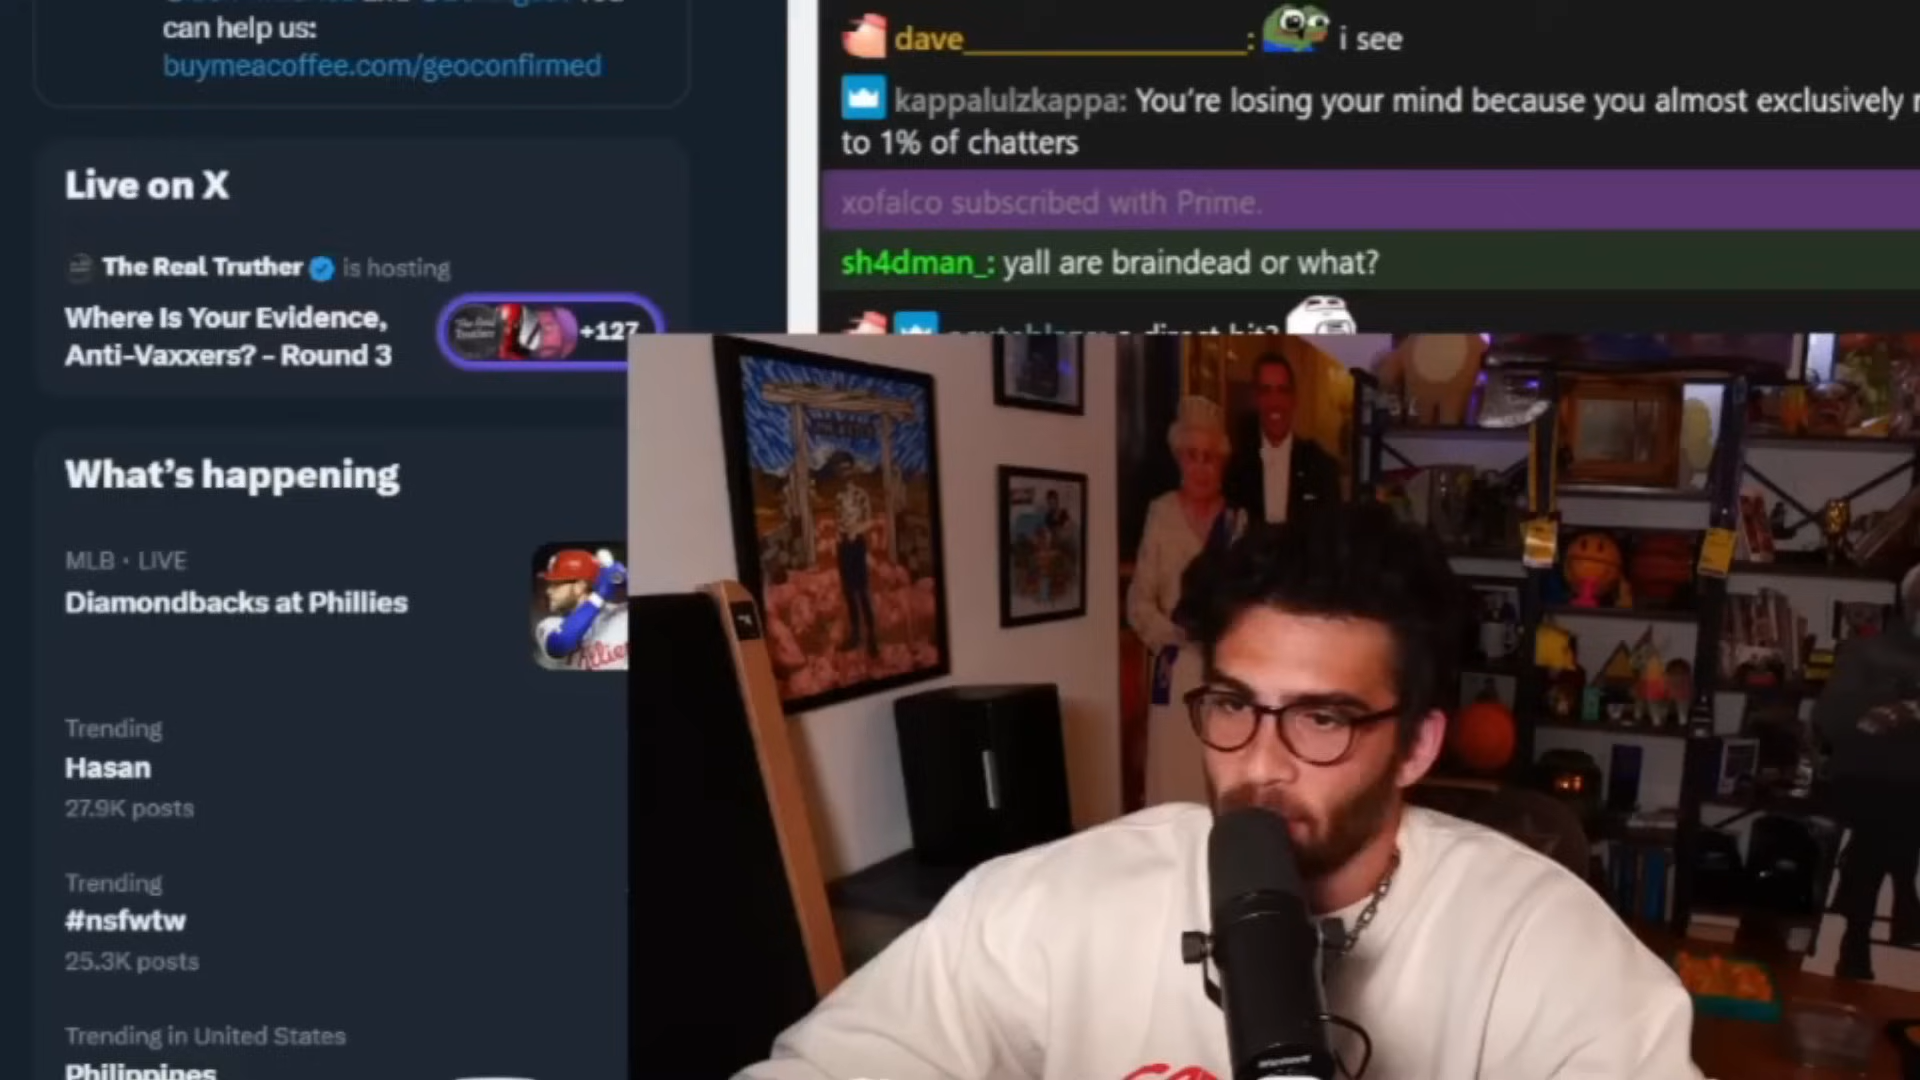 can help us:
buymeacoffee.com/geoconfirmed
Live on X
The Real Truther is hosting
Where Is Your Evidence,
Anti-Vaxxers? - Round 3
+127
What's happening
MLB · LIVE
Diamondbacks at Phillies
Trending
Hasan
27.9K posts
Trending
#nsfwtw
25.3K posts
Trending in United States
Philippines
dave_________________: i see
kappalulzkappa: You're losing your mind because you almost exclusively
to 1% of chatters
xofalco subscribed with Prime.
sh4dman_: yall are braindead or what?
a direct hit?